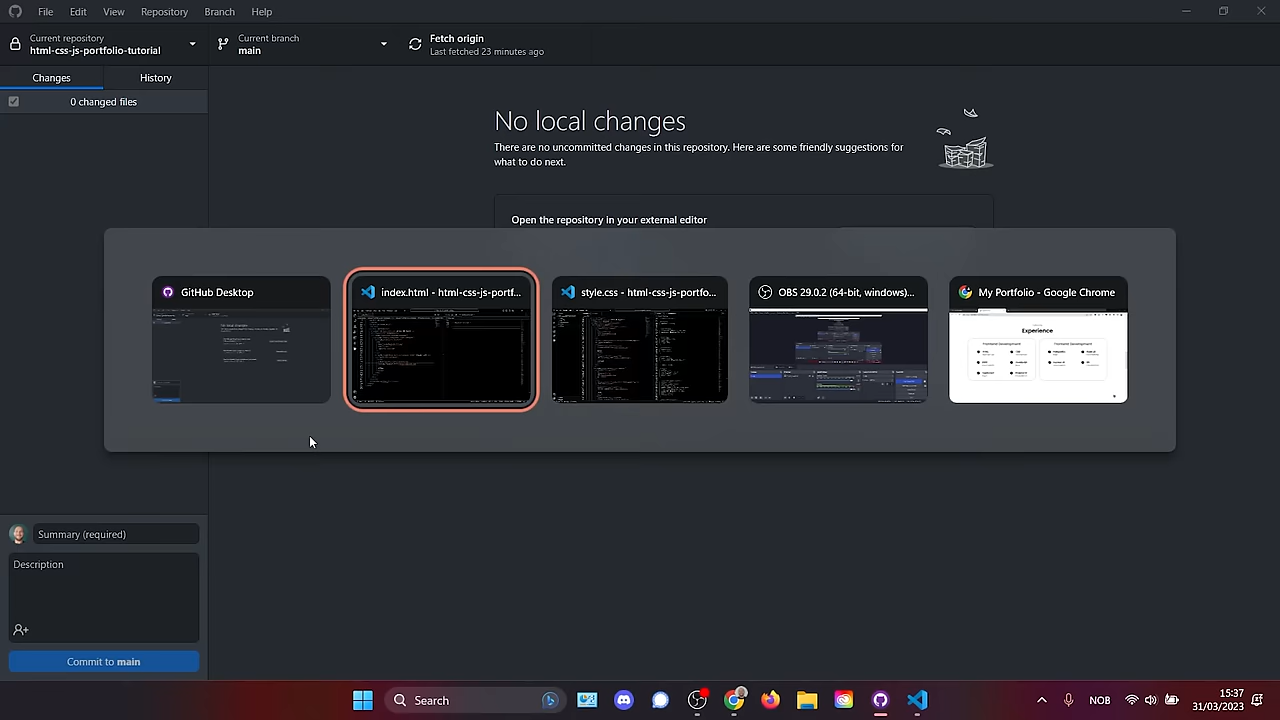 File Edit View Repository Branch Help
Current repository
html-css-js-portfolio-tutorial
Current branch
main
Fetch origin
Last fetched 23 minutes ago
Changes History
0 changed files
No local changes
There are no uncommitted changes in this repository. Here are some friendly suggestions for
what to do next.
Open the repository in your external editor
GitHub Desktop
index.html - html-css-js-portf...
style.css - html-css-js-portfo...
OBS 29.0.2 (64-bit, windows)...
My Portfolio - Google Chrome
Experience
Frontend Development
Frontend Development
Summary (required)
Description
Commit to main
Search
NOB
15:37
31/03/2023